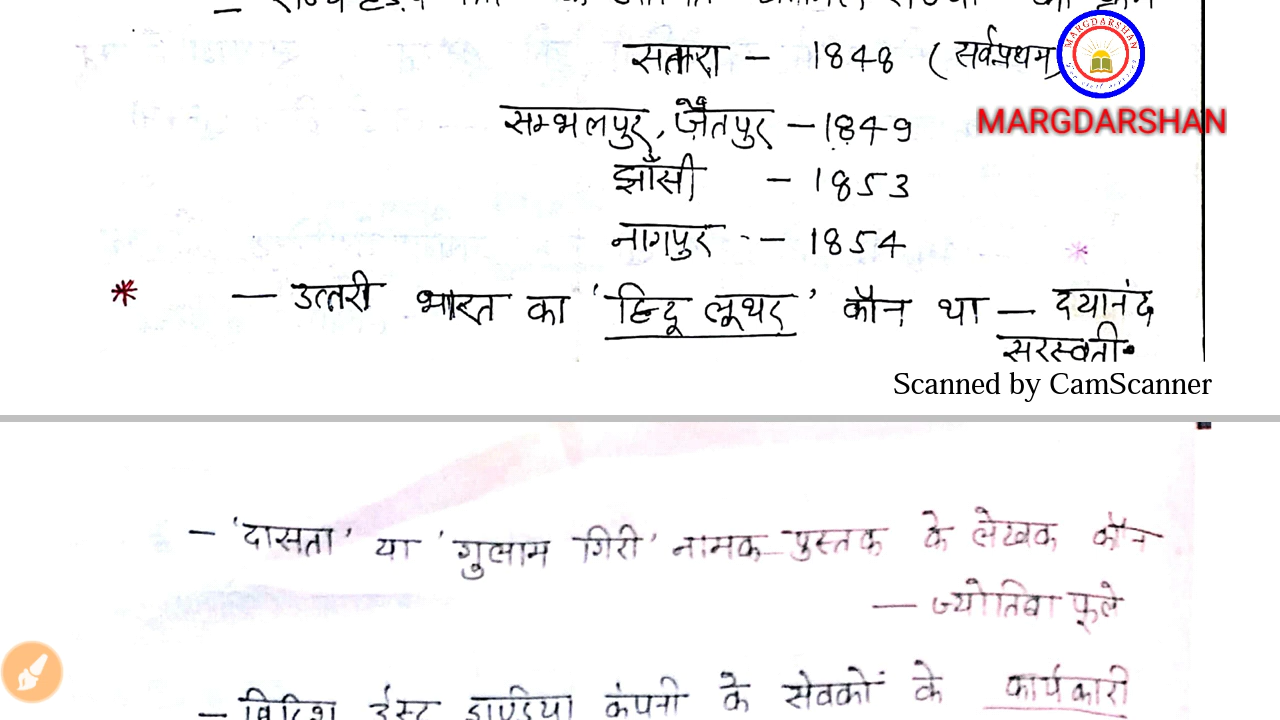 सतारा – 1848 (सर्वप्रथम)
MARGDARSHAN
MARGDARSHAN
सम्भलपुर, जैतपुर – 1849
झाँसी – 1853
नागपुर – 1854
* – उत्तरी भारत का 'हिन्दू लूथर' कौन था – दयानंद
सरस्वती.
Scanned by CamScanner
– 'दासता' या 'गुलाम गिरी' नामक पुस्तक के लेखक कौन
– ज्योतिबा फूले
– ब्रिटिश ईस्ट इण्डिया कंपनी के सेवकों के कार्यकारी